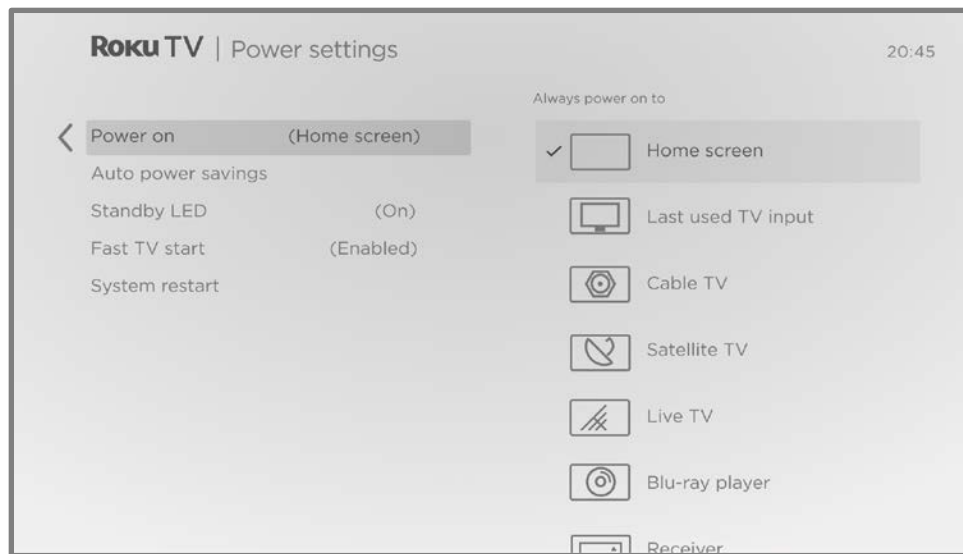 Roku TV | Power settings
20:45
Always power on to
Power on (Home screen)
Auto power savings
Standby LED (On)
Fast TV start (Enabled)
System restart
Home screen
Last used TV input
Cable TV
Satellite TV
Live TV
Blu-ray player
Receiver